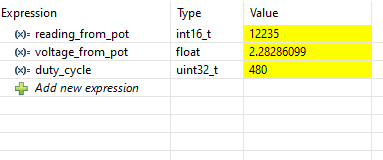 Expression Type Value
(x)= reading_from_pot int16_t 12235
(x)= voltage_from_pot float 2.28286099
(x)= duty_cycle uint32_t 480
Add new expression